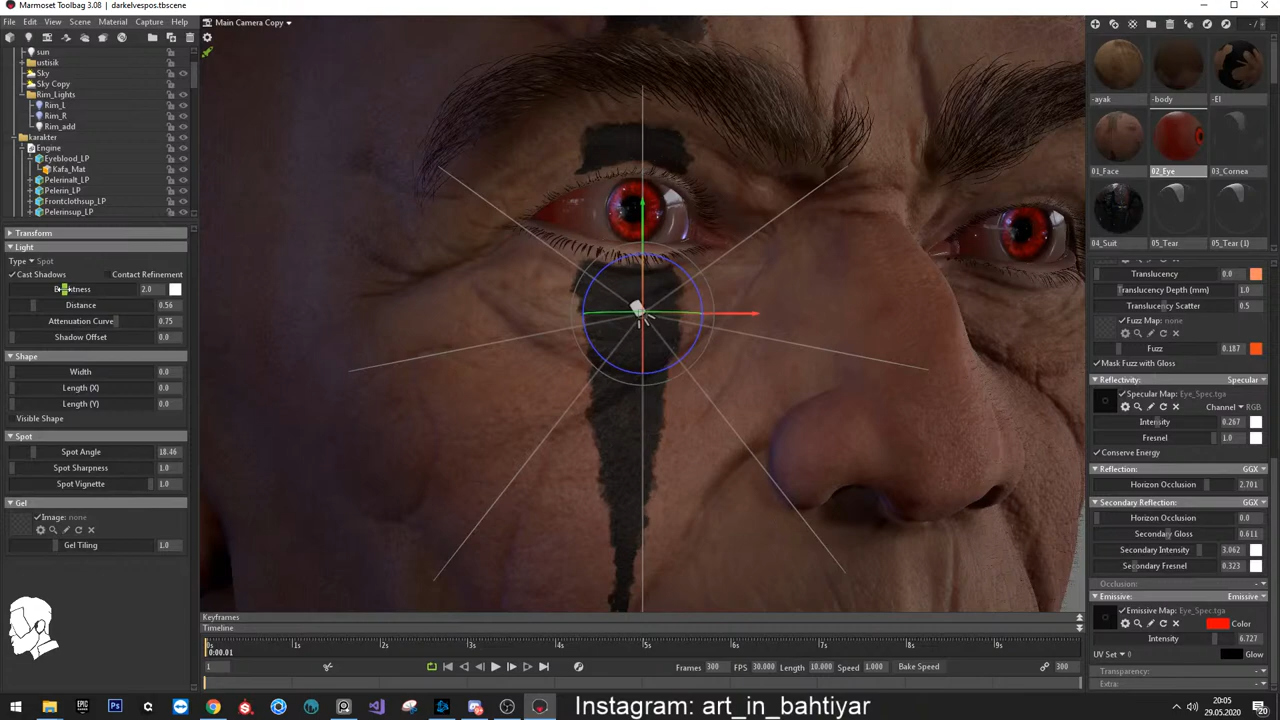 Marmoset Toolbag 3.08 - darkelvespos.tbscene
File Edit View Scene Material Capture Help
Main Camera Copy
sun
ustisik
Sky
Sky Copy
Rim_Lights
Rim_L
Rim_R
Rim_add
karakter
Engine
Eyeblood_LP
Kafa_Mat
Pelerinalt_LP
Pelerin_LP
Frontclothsup_LP
Pelerinsup_LP
Transform
Light
Type Spot
Cast Shadows Contact Refinement
2.0
Distance 0.56
Attenuation Curve 0.75
Shadow Offset 0.0
Shape
Width 0.0
Length (X) 0.0
Length (Y) 0.0
Visible Shape
Spot
Spot Angle 18.46
Spot Sharpness 1.0
Spot Vignette 1.0
Gel
Image: none
Gel Tiling 1.0
-ayak -body -El
01_Face 02_Eye 03_Cornea
04_Suit 05_Tear 05_Tear (1)
Translucency 0.0
Translucency Depth (mm) 1.0
Translucency Scatter 0.5
Fuzz Map: none
Fuzz 0.187
Mask Fuzz with Gloss
Reflectivity: Specular
Specular Map: Eye_Spec.tga
Channel RGB
Intensity 0.267
Fresnel 1.0
Conserve Energy
Reflection: GGX
Horizon Occlusion 2.701
Secondary Reflection: GGX
Horizon Occlusion 0.0
Secondary Gloss 0.611
Secondary Intensity 3.062
Secondary Fresnel 0.323
Occlusion:
Emissive: Emissive
Emissive Map: Eye_Spec.tga
Color
Intensity 6.727
UV Set 0 Glow
Transparency:
Extra:
Keyframes
Timeline
0s 1s 2s 3s 4s 5s 6s 7s 8s 9s
0:00.01
1 Frames 300 FPS 30.000 Length 10.000 Speed 1.000 Bake Speed 300
Instagram: art_in_bahtiyar
20:05
29.05.2020
20